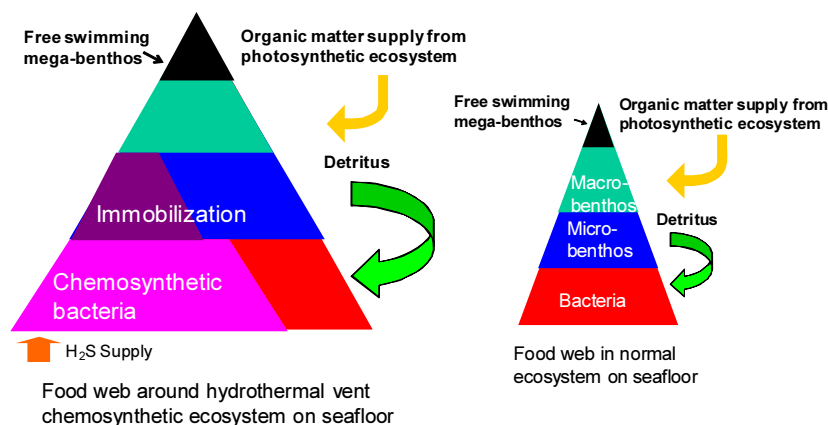 Free swimming
mega-benthos
Organic matter supply from
photosynthetic ecosystem
Detritus
Immobilization
Chemosynthetic
bacteria
H₂S Supply
Food web around hydrothermal vent
chemosynthetic ecosystem on seafloor
Free swimming
mega-benthos
Organic matter supply from
photosynthetic ecosystem
Macro-
benthos
Detritus
Micro-
benthos
Bacteria
Food web in normal
ecosystem on seafloor